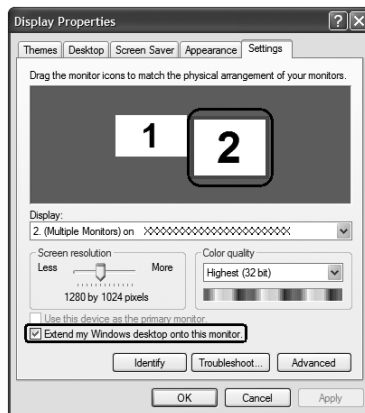 Display Properties
Themes Desktop Screen Saver Appearance Settings
Drag the monitor icons to match the physical arrangement of your monitors.
1 2
Display:
2. (Multiple Monitors) on XXXXXXXXXXXXXXXXXXXXXXXX
Screen resolution Color quality
Less More Highest (32 bit)
1280 by 1024 pixels
Use this device as the primary monitor.
Extend my Windows desktop onto this monitor.
Identify Troubleshoot... Advanced
OK Cancel Apply